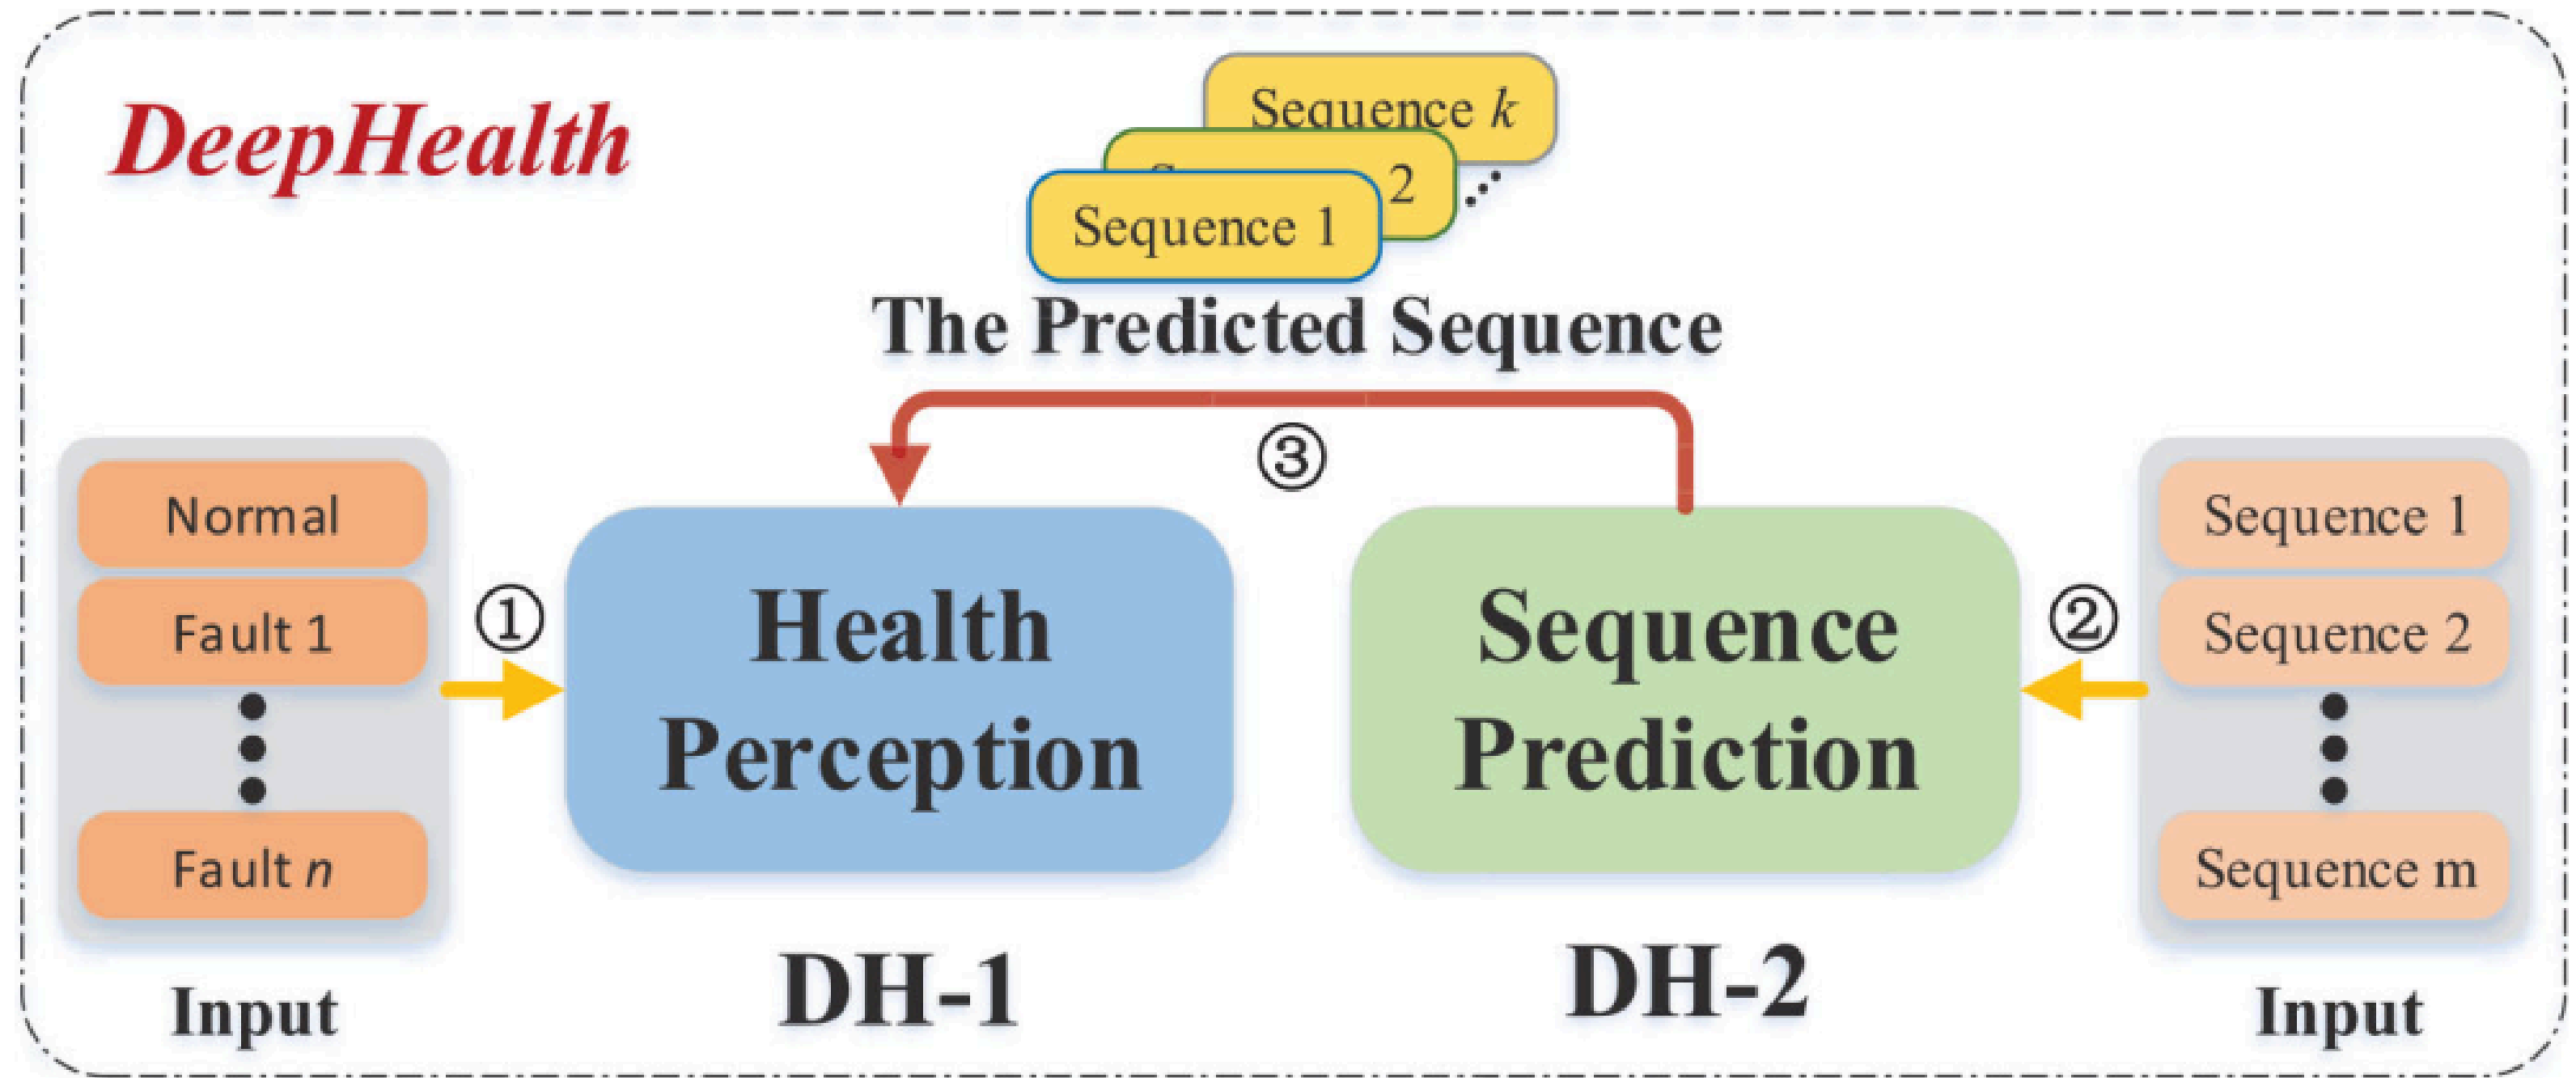 DeepHealth
Sequence k
2
Sequence 1
The Predicted Sequence
③
Normal
Fault 1
Fault n
Input
①
Health
Perception
DH-1
Sequence
Prediction
DH-2
②
Sequence 1
Sequence 2
Sequence m
Input